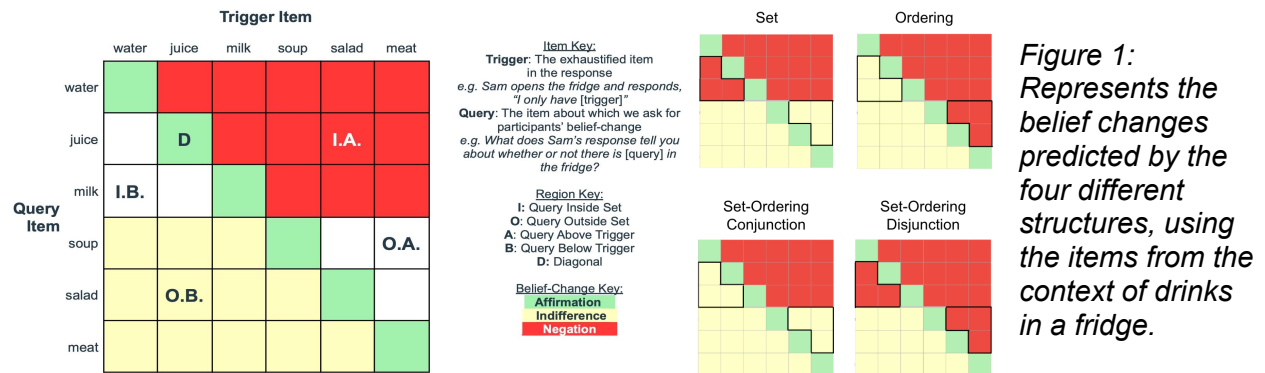 Trigger Item
water juice milk soup salad meat
Query
Item
water
juice
milk
soup
salad
meat
D
I.A.
I.B.
O.A.
O.B.
Item Key:
Trigger: The exhaustified item
in the response
e.g. Sam opens the fridge and responds,
"I only have [trigger]"
Query: The item about which we ask for
participants' belief-change
e.g. What does Sam's response tell you
about whether or not there is [query] in
the fridge?
Region Key:
I: Query Inside Set
O: Query Outside Set
A: Query Above Trigger
B: Query Below Trigger
D: Diagonal
Belief-Change Key:
Affirmation
Indifference
Negation
Set
Ordering
Set-Ordering
Conjunction
Set-Ordering
Disjunction
Figure 1:
Represents the
belief changes
predicted by the
four different
structures, using
the items from the
context of drinks
in a fridge.